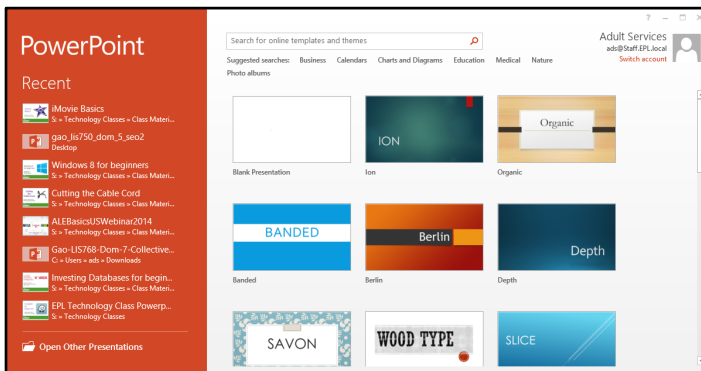 PowerPoint
Recent
iMovie Basics
S: » Technology Classes » Class Materi...
gao_lis750_dom_5_seo2
Desktop
Windows 8 for beginners
S: » Technology Classes » Class Materi...
Cutting the Cable Cord
S: » Technology Classes » Class Materi...
ALEBasicsUSWebinar2014
S: » Technology Classes » Class Materi...
Gao-LIS768-Dom-7-Collective...
C: » Users » ads » Downloads
Investing Databases for begin...
S: » Technology Classes » Class Materi...
EPL Technology Class Powerp...
S: » Technology Classes
Open Other Presentations
Search for online templates and themes
Suggested searches: Business Calendars Charts and Diagrams Education Medical Nature
Photo albums
Adult Services
ads@Staff.EPL.local
Switch account
ION
Organic
Blank Presentation Ion Organic
BANDED
Berlin
Depth
Banded Berlin Depth
SAVON
WOOD TYPE
SLICE